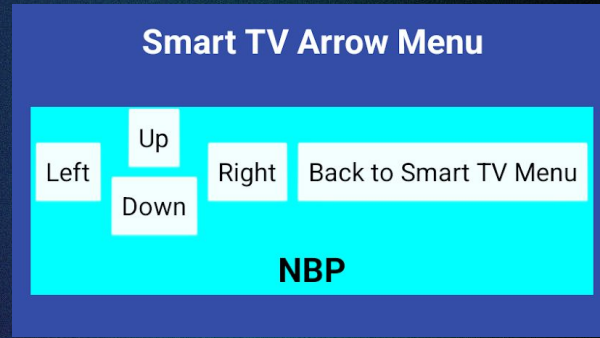 Smart TV Arrow Menu
Up
Left
Right
Back to Smart TV Menu
Down
NBP